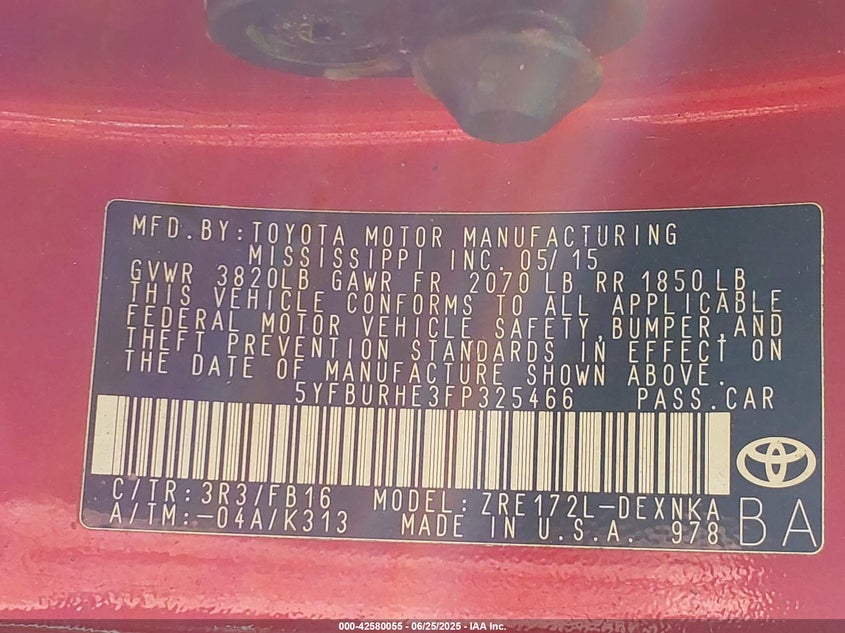 MFD.BY:TOYOTA MOTOR MANUFACTURING
MISSISSIPPI INC. 05/15
GVWR 3820LB GAWR FR 2070 LB RR 1850 LB
THIS VEHICLE CONFORMS TO ALL APPLICABLE
FEDERAL MOTOR VEHICLE SAFETY,BUMPER,AND
THEFT PREVENTION STANDARDS IN EFFECT ON
THE DATE OF MANUFACTURE SHOWN ABOVE.
5YFBURHE3FP325466 PASS.CAR
C/TR:3R3/FB16 MODEL:ZRE172L-DEXNKA
A/TM:-04A/K313 MADE IN U.S.A. 978
BA
000-42580055 - 06/25/2025 - IAA Inc.